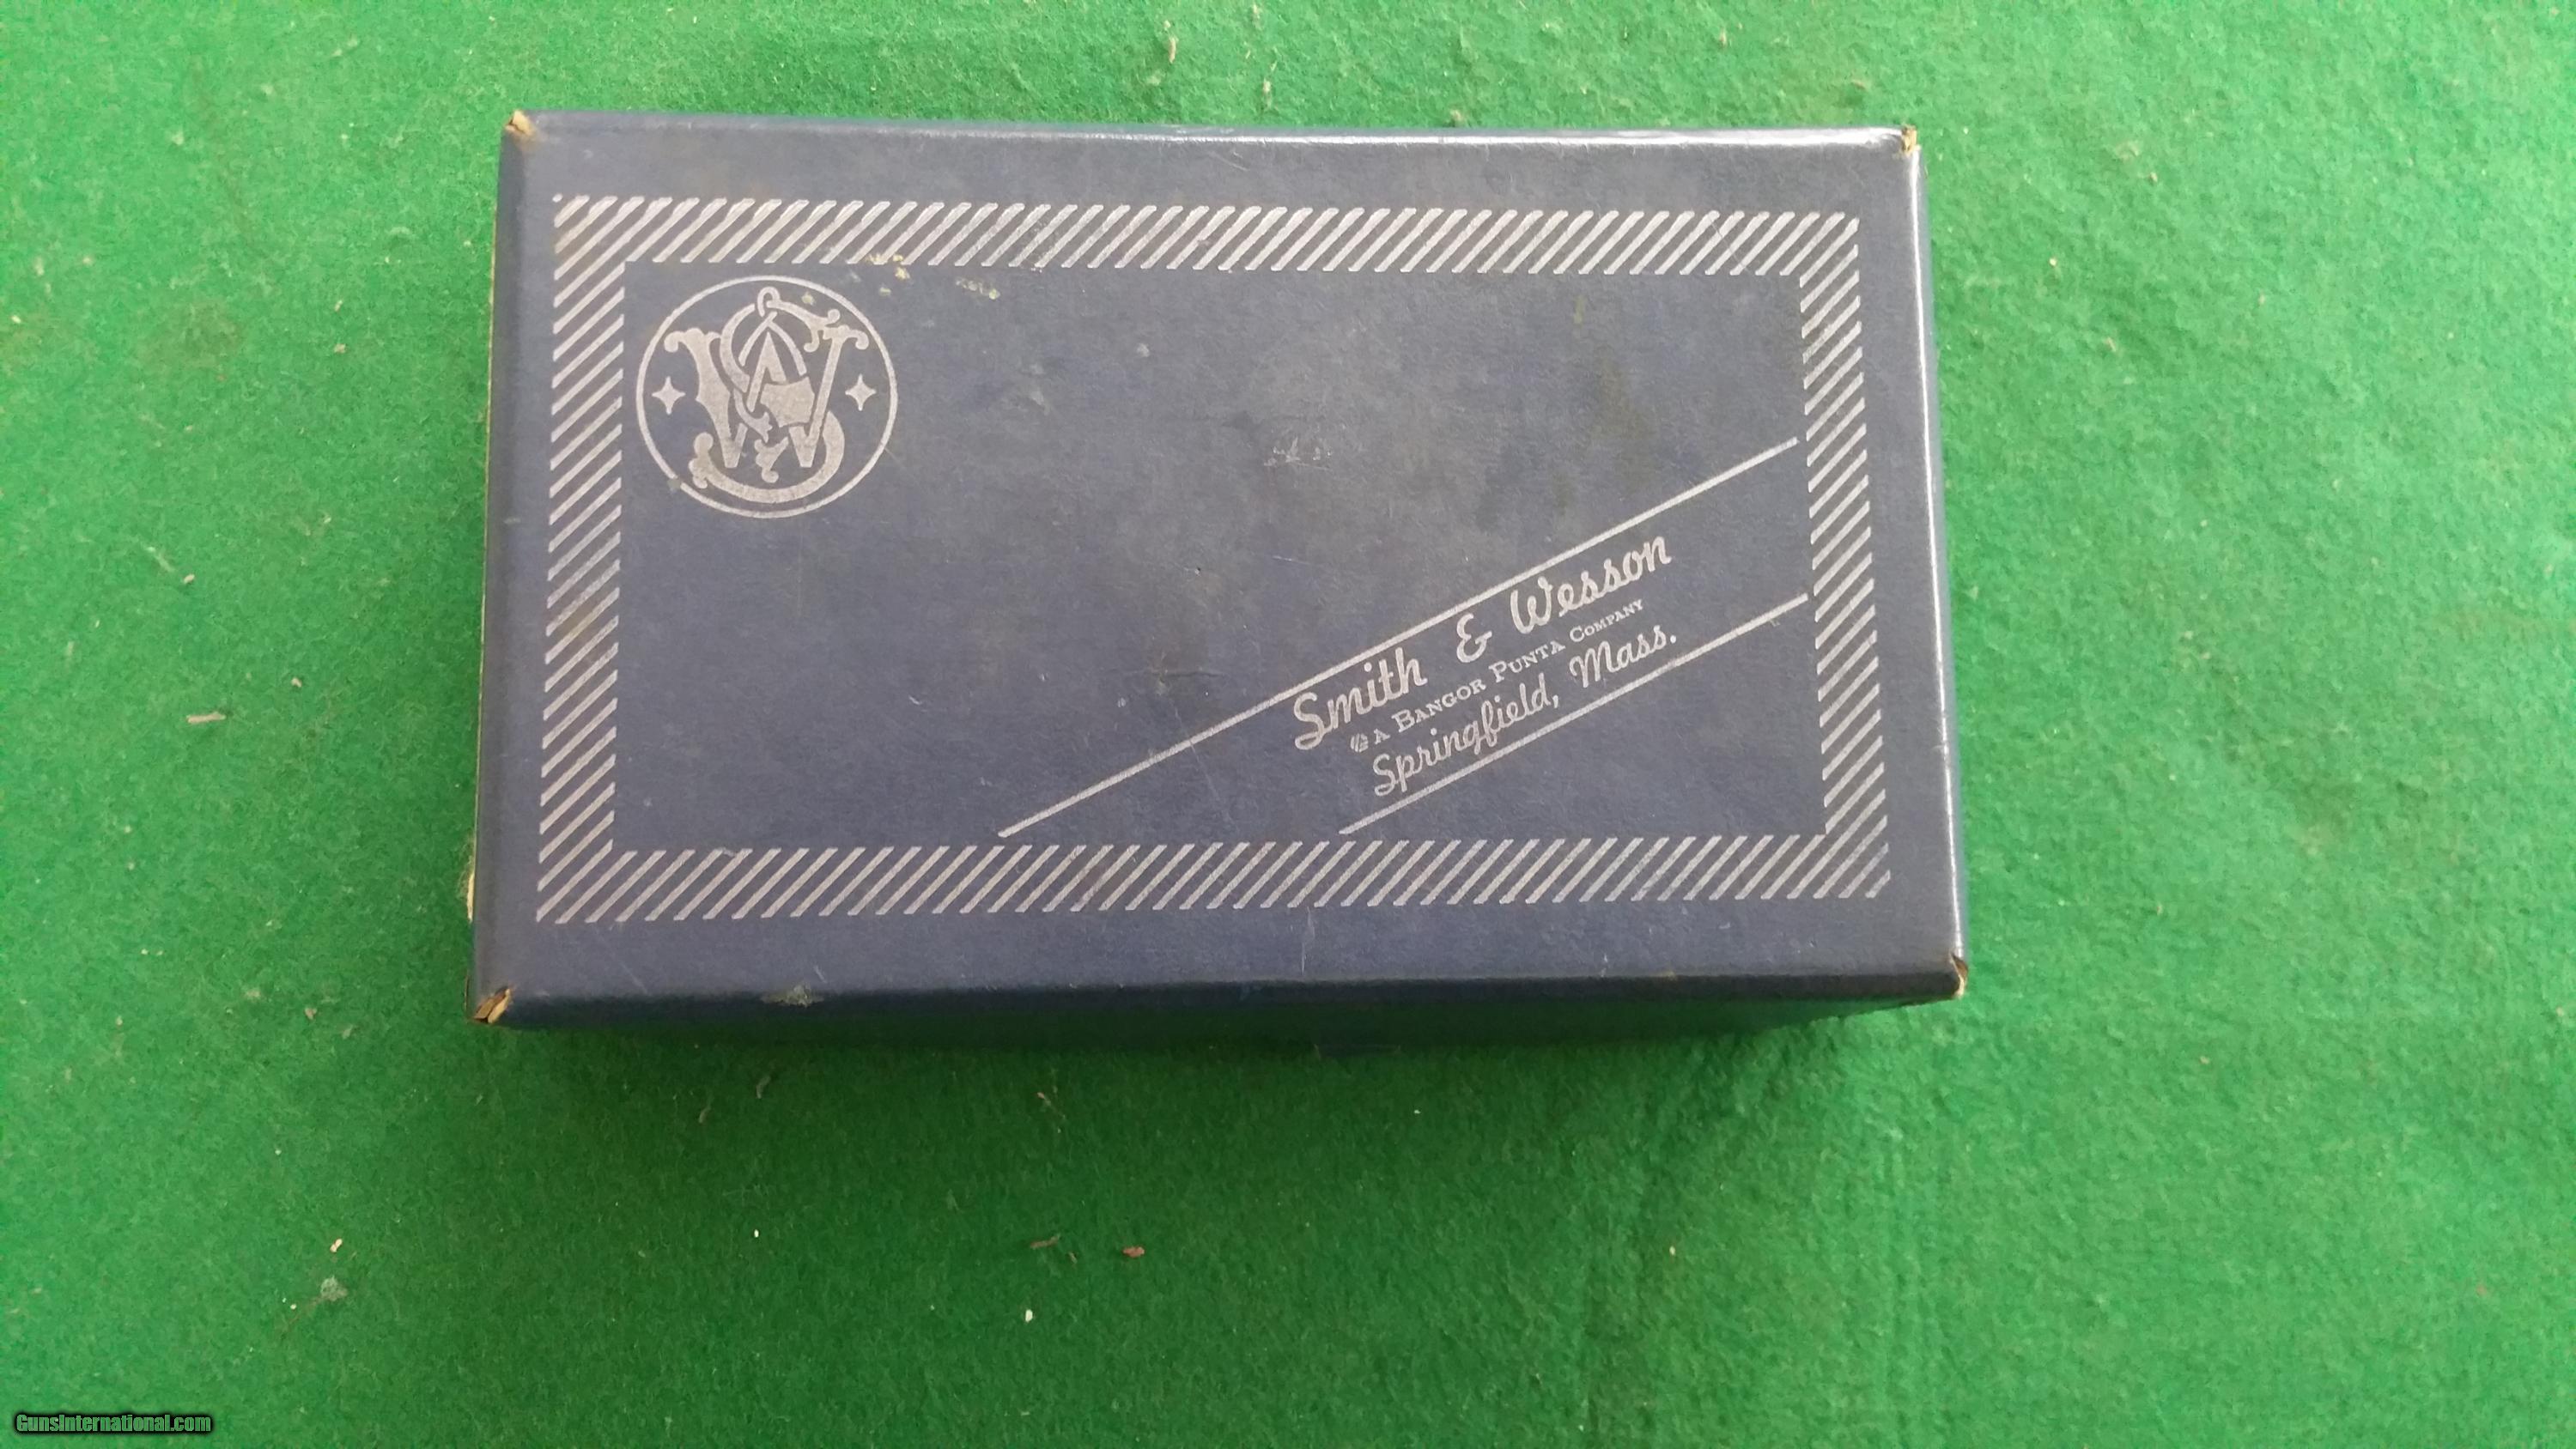 S&W
Smith & Wesson
A BANGOR PUNTA COMPANY
Springfield, Mass.
GunsInternational.com